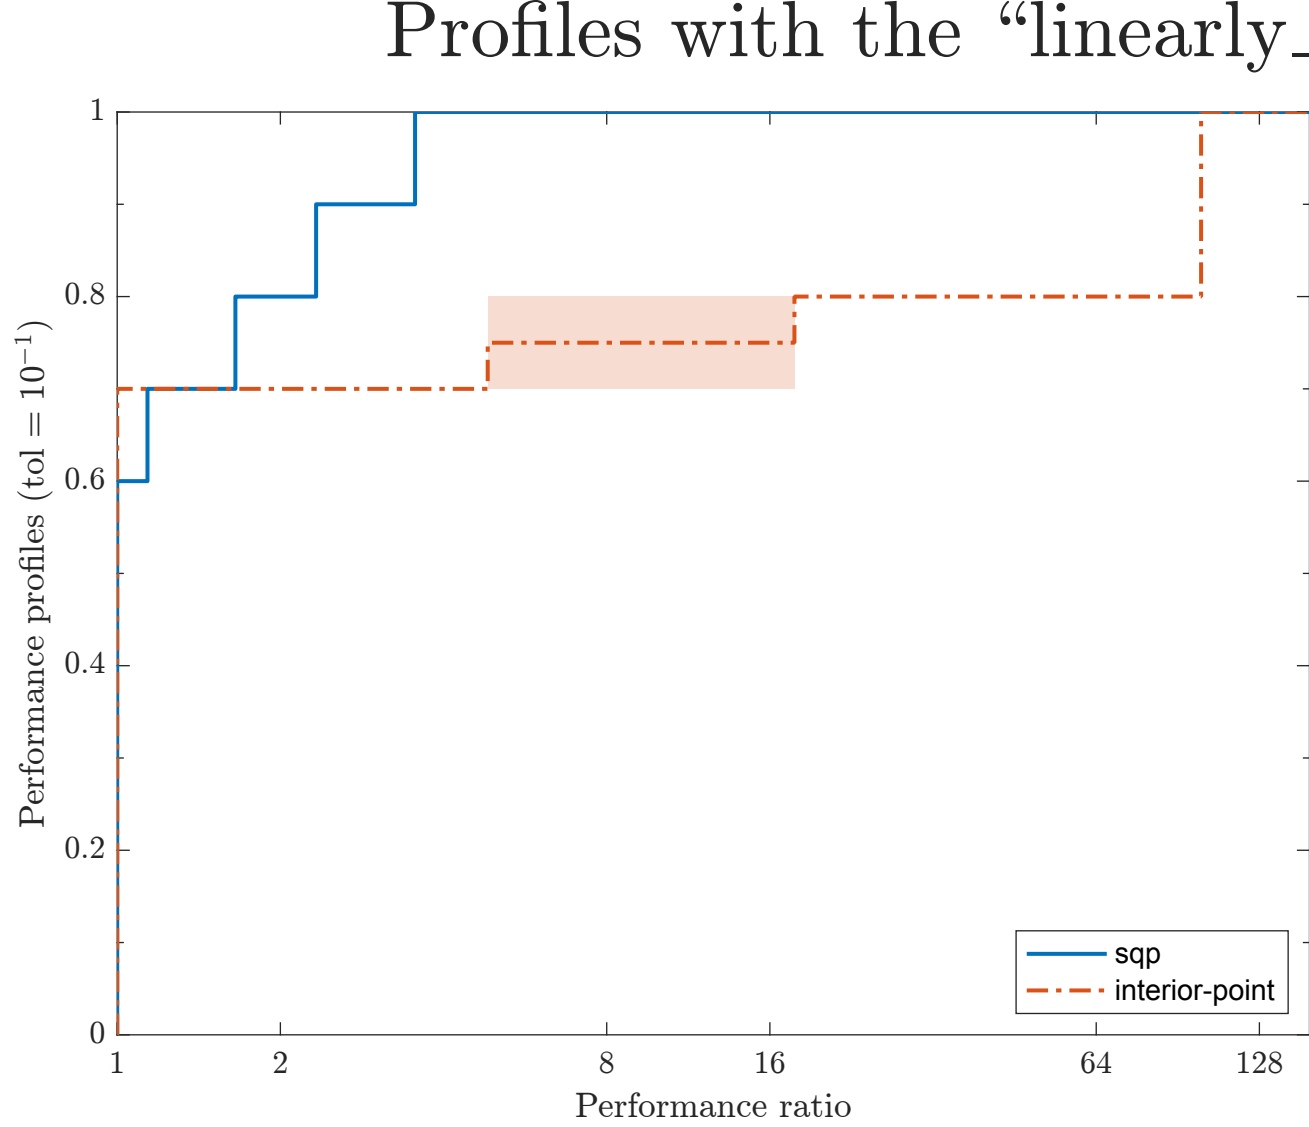 Profiles with the “linearly_
1
0.8
0.6
0.4
0.2
0
Performance profiles (tol = 10⁻¹)
1 2 8 16 64 128
Performance ratio
sqp
interior-point